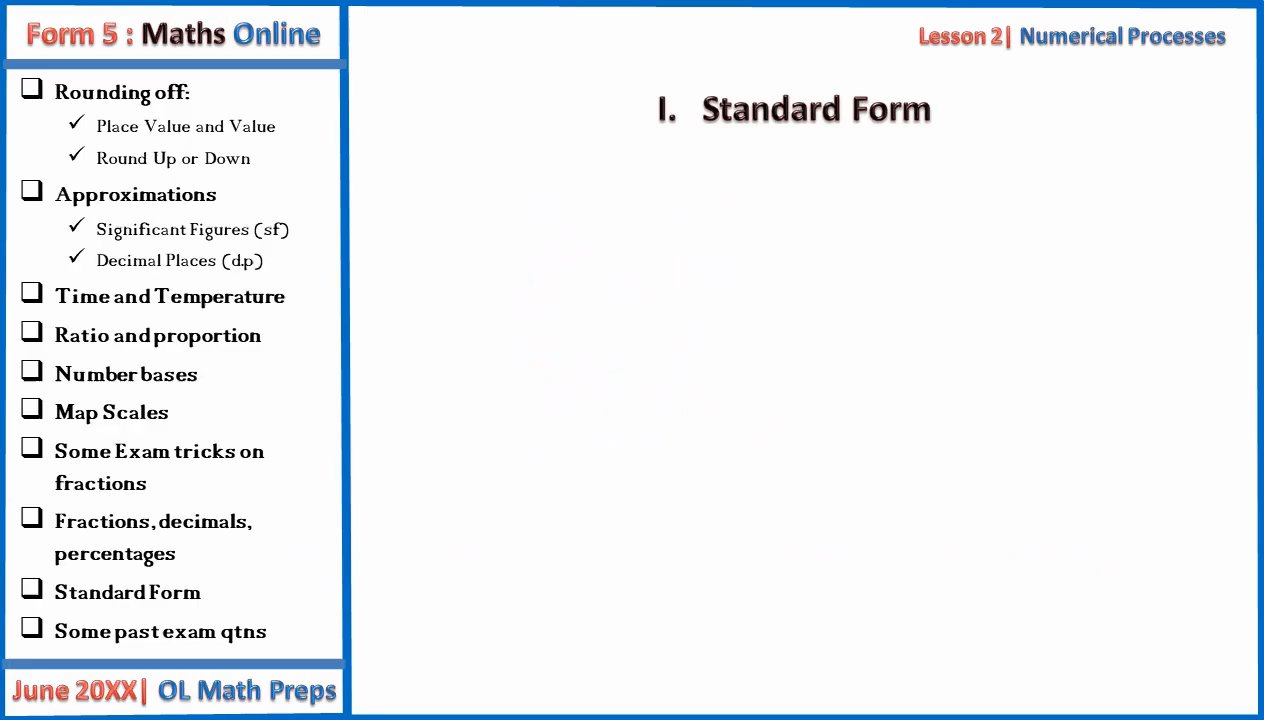 Form 5 : Maths Online
Rounding off:
Place Value and Value
Round Up or Down
Approximations
Significant Figures (sf)
Decimal Places (d.p)
Time and Temperature
Ratio and proportion
Number bases
Map Scales
Some Exam tricks on
fractions
Fractions, decimals,
percentages
Standard Form
Some past exam qtns
June 20XX| OL Math Preps
Lesson 2| Numerical Processes
I. Standard Form